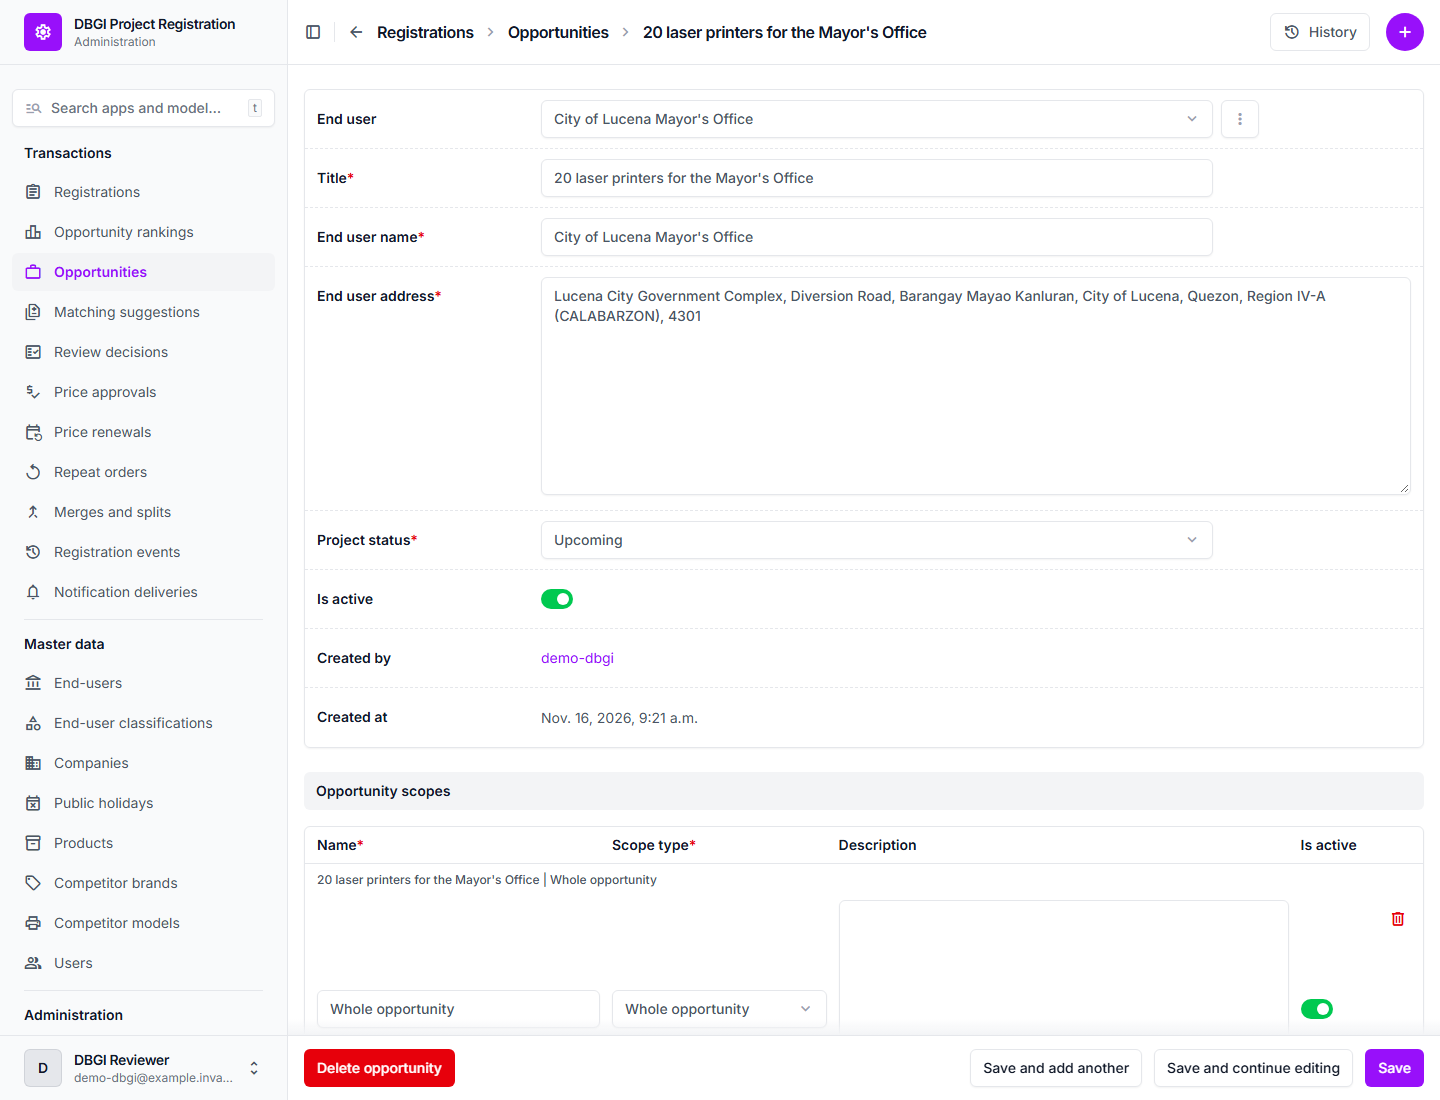 DBGI Project Registration
Administration
Search apps and model...
t
Transactions
Registrations
Opportunity rankings
Opportunities
Matching suggestions
Review decisions
Price approvals
Price renewals
Repeat orders
Merges and splits
Registration events
Notification deliveries
Master data
End-users
End-user classifications
Companies
Public holidays
Products
Competitor brands
Competitor models
Users
Administration
D
DBGI Reviewer
demo-dbgi@example.inva...
Registrations
Opportunities
20 laser printers for the Mayor's Office
History
End user
City of Lucena Mayor's Office
Title*
20 laser printers for the Mayor's Office
End user name*
City of Lucena Mayor's Office
End user address*
Lucena City Government Complex, Diversion Road, Barangay Mayao Kanluran, City of Lucena, Quezon, Region IV-A
(CALABARZON), 4301
Project status*
Upcoming
Is active
Created by
demo-dbgi
Created at
Nov. 16, 2026, 9:21 a.m.
Opportunity scopes
Name*
Scope type*
Description
Is active
20 laser printers for the Mayor's Office | Whole opportunity
Whole opportunity
Whole opportunity
Delete opportunity
Save and add another
Save and continue editing
Save